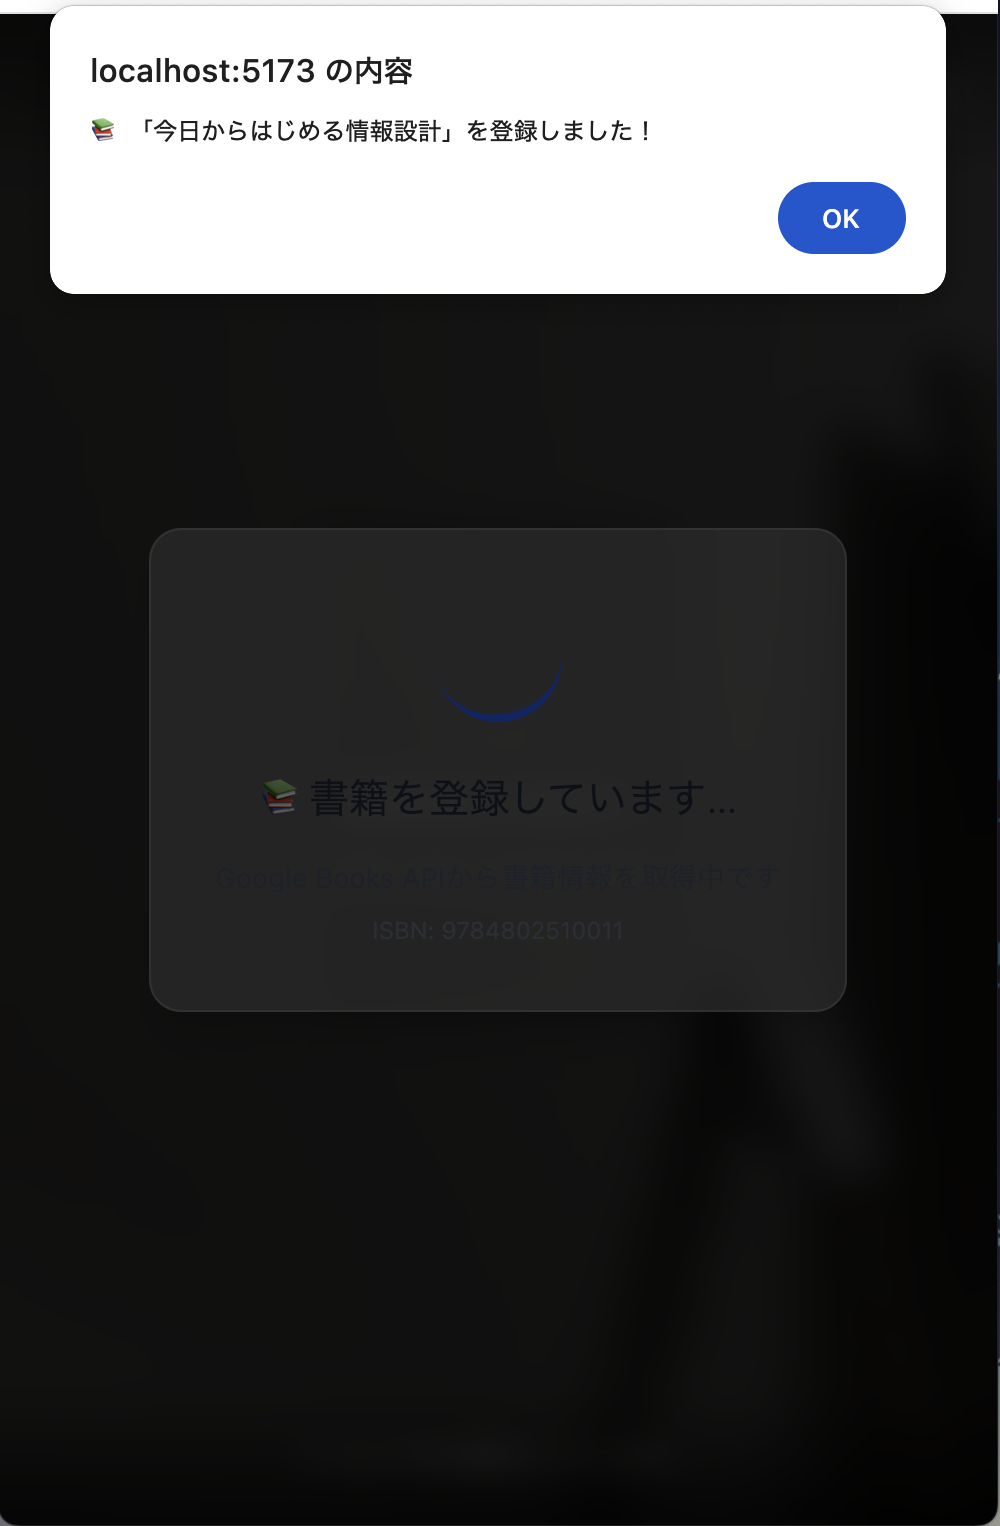 localhost:5173 の内容
📚 「今日からはじめる情報設計」を登録しました！
OK
📚 書籍を登録しています...
Google Books APIから書籍情報を取得中です
ISBN: 9784802510011